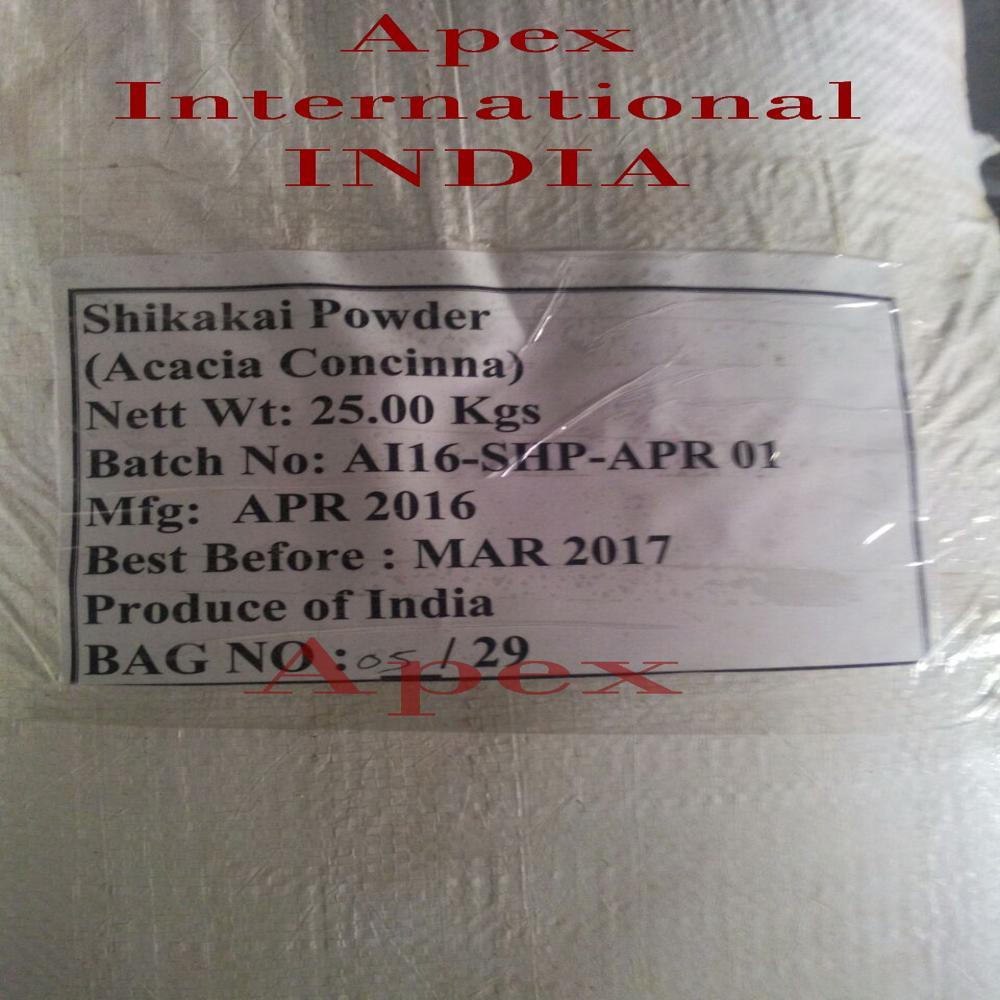 Apex
International
INDIA
Shikakai Powder
(Acacia Concinna)
Nett Wt: 25.00 Kgs
Batch No: AI16-SHP-APR 01
Mfg: APR 2016
Best Before : MAR 2017
Produce of India
BAG NO : 05 / 29
Apex